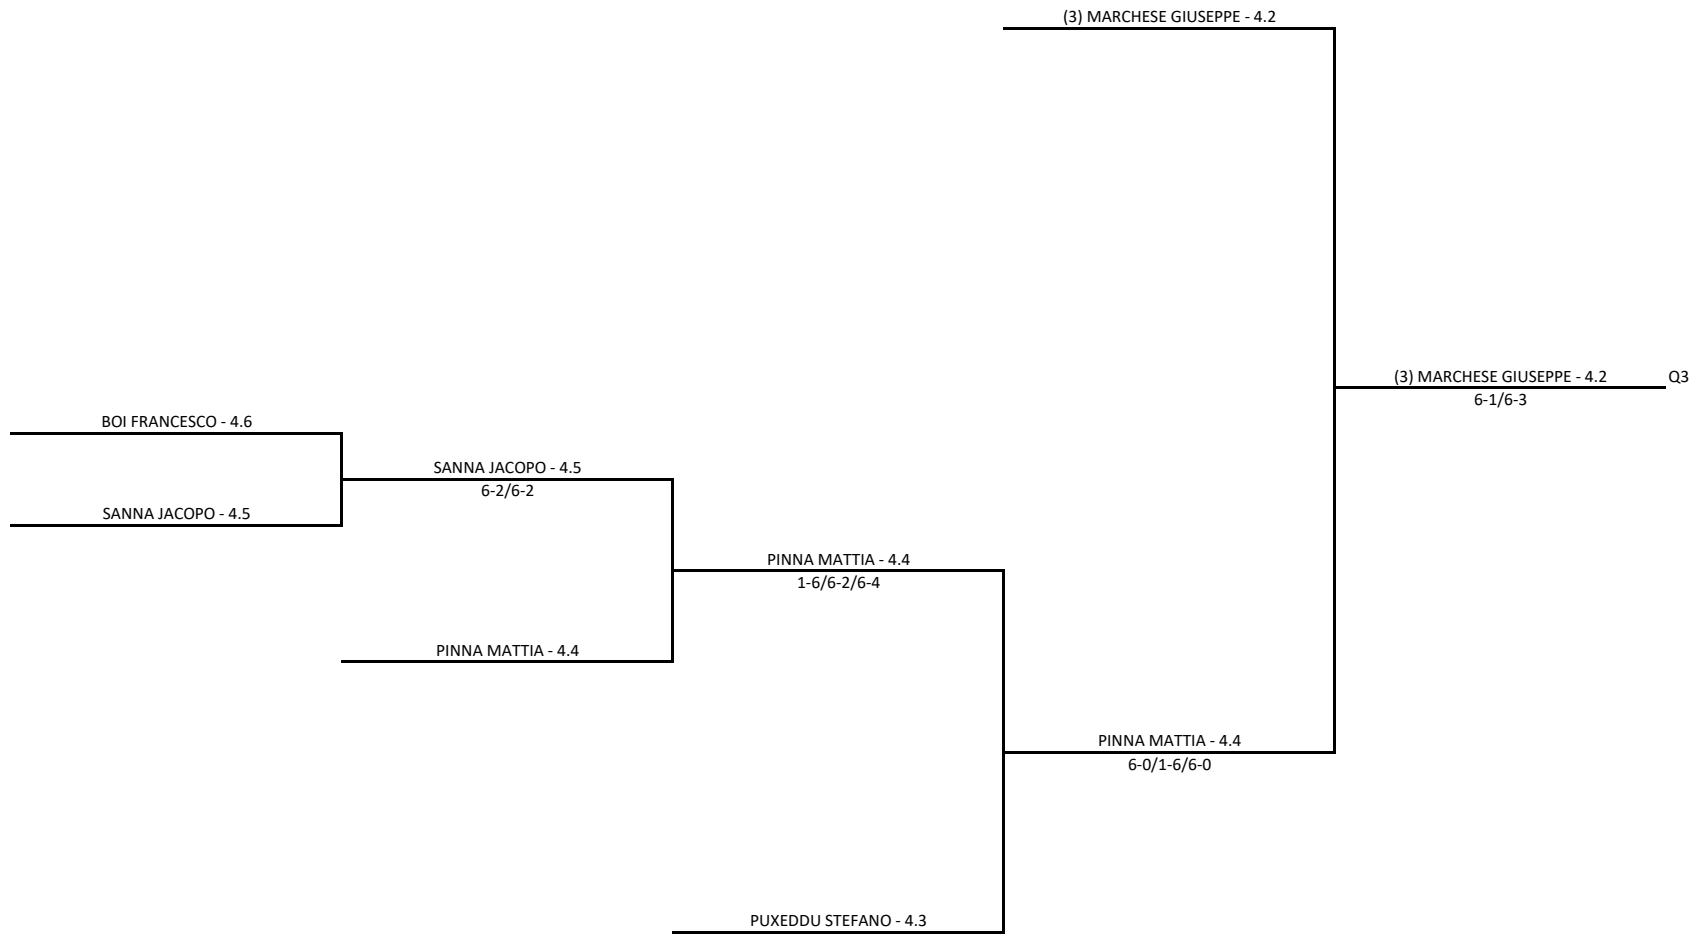 (3) MARCHESE GIUSEPPE - 4.2
(3) MARCHESE GIUSEPPE - 4.2
Q3
6-1/6-3
BOI FRANCESCO - 4.6
SANNA JACOPO - 4.5
6-2/6-2
SANNA JACOPO - 4.5
PINNA MATTIA - 4.4
1-6/6-2/6-4
PINNA MATTIA - 4.4
PINNA MATTIA - 4.4
6-0/1-6/6-0
PUXEDDU STEFANO - 4.3